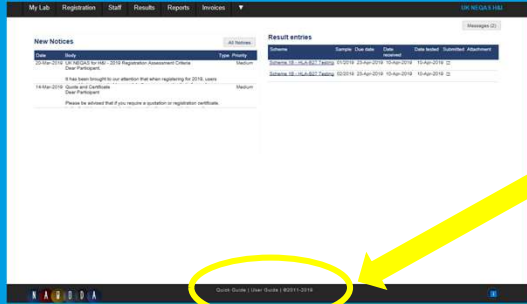 My Lab Registration Staff Results Reports Invoices ▼ UK NEQAS H&I
Messages (2)
New Notices
All Notices
Date Body Type Priority
20-Mar-2019 UK NEQAS for H&I - 2019 Registration Assessment Criteria Medium
Dear Participant,
It has been brought to our attention that when registering for 2019, users
14-Mar-2019 Quote and Certificate Medium
Dear Participant
Please be advised that if you require a quotation or registration certificate,
Result entries
Scheme Sample Due date Date received Date tested Submitted Attachment
Scheme 1B - HLA-B27 Testing 01/2019 23-Apr-2019 10-Apr-2019 10-Apr-2019
Scheme 1B - HLA-B27 Testing 02/2019 23-Apr-2019 10-Apr-2019 10-Apr-2019
Quick Guide | User Guide | ©2011-2019